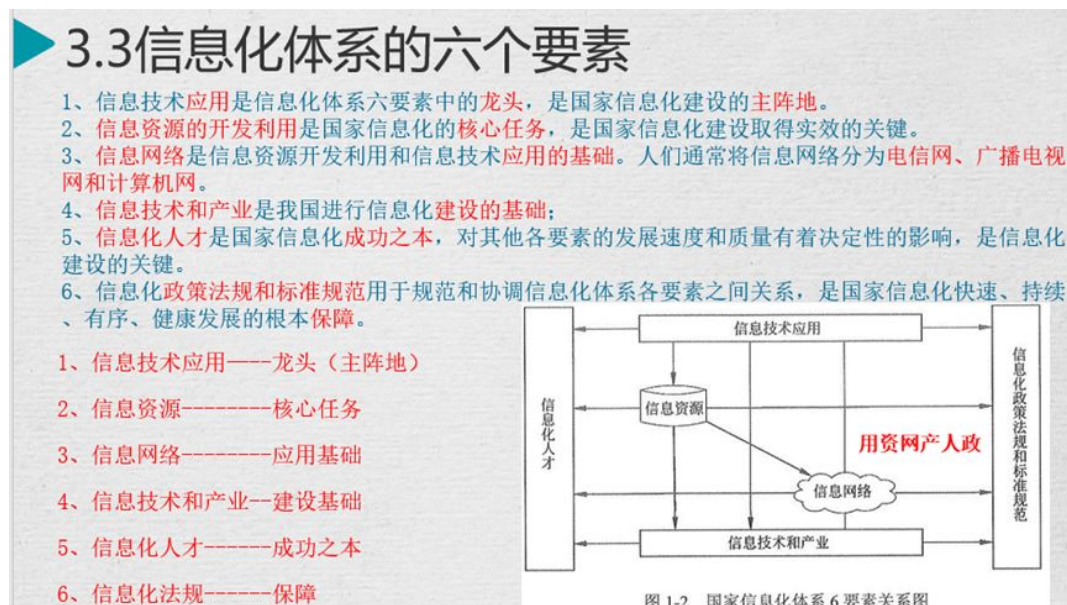 3.3信息化体系的六个要素
1、信息技术应用是信息化体系六要素中的龙头，是国家信息化建设的主阵地。
2、信息资源的开发利用是国家信息化的核心任务，是国家信息化建设取得实效的关键。
3、信息网络是信息资源开发利用和信息技术应用的基础。人们通常将信息网络分为电信网、广播电视
网和计算机网。
4、信息技术和产业是我国进行信息化建设的基础;
5、信息化人才是国家信息化成功之本，对其他各要素的发展速度和质量有着决定性的影响，是信息化
建设的关键。
6、信息化政策法规和标准规范用于规范和协调信息化体系各要素之间关系，是国家信息化快速、持续
、有序、健康发展的根本保障。
1、信息技术应用----龙头（主阵地）
2、信息资源--------核心任务
3、信息网络--------应用基础
4、信息技术和产业--建设基础
5、信息化人才------成功之本
6、信息化法规------保障
信息技术应用
信息化人才
信息资源
信息化政策法规和标准规范
用资网产人政
信息网络
信息技术和产业
图 1-2 国家信息化体系 6 要素关系图